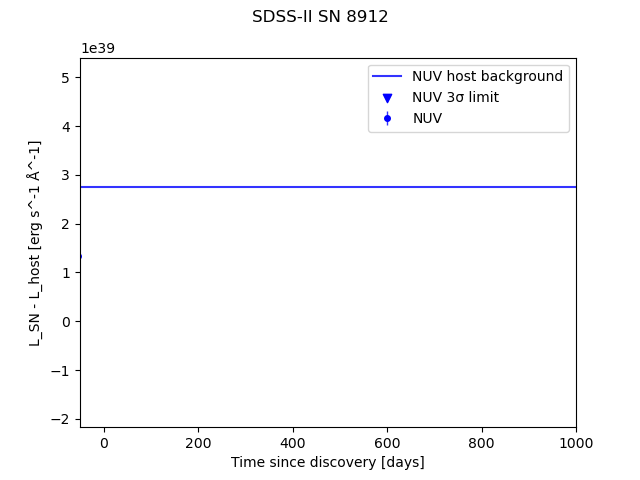 SDSS-II SN 8912
1e39
NUV host background
NUV 3σ limit
NUV
5
4
3
2
1
0
−1
−2
L_SN - L_host [erg s^-1 Å^-1]
0 200 400 600 800 1000
Time since discovery [days]